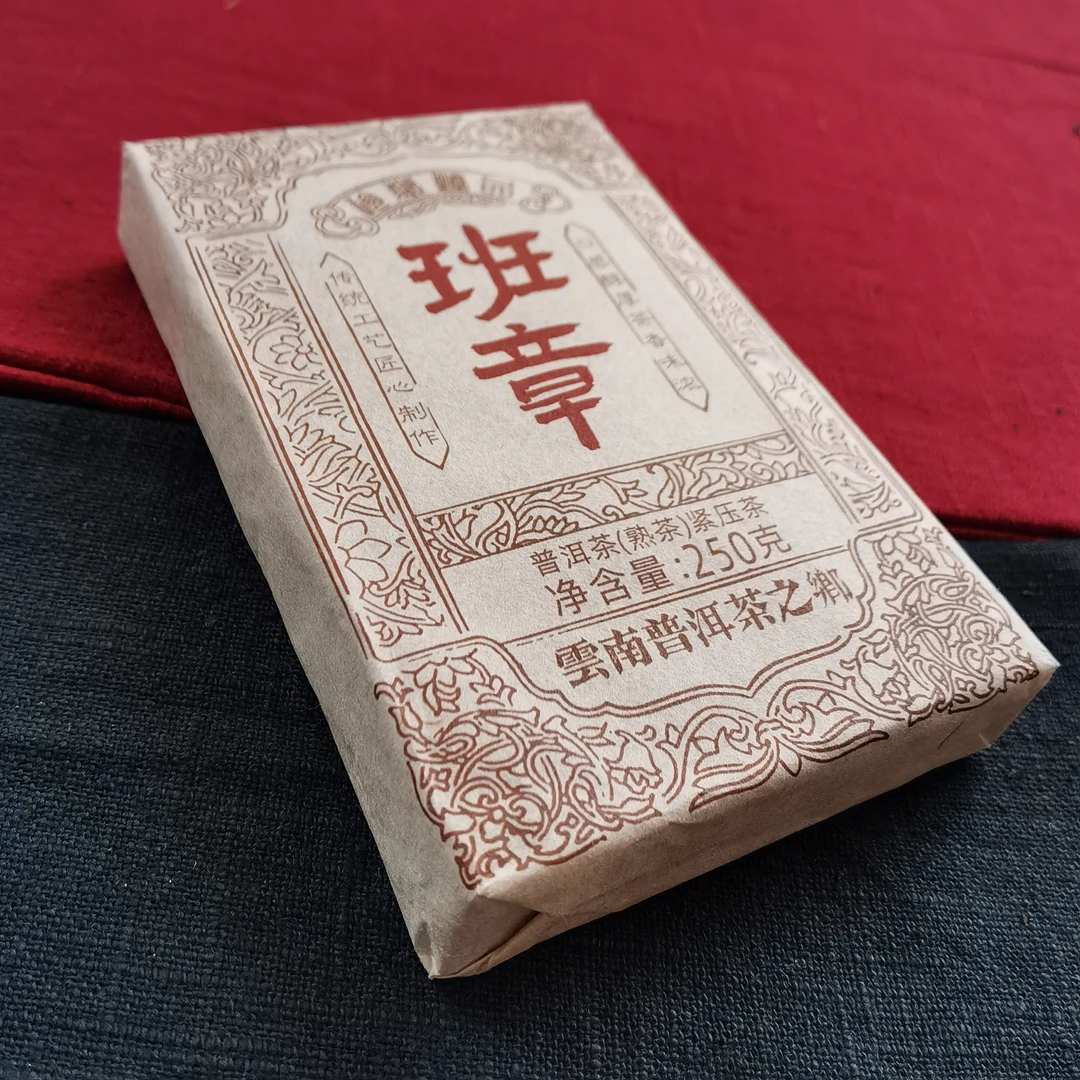 班章
传统工艺匠心制作
普洱茶(熟茶)紧压茶
净含量:250克
雲南普洱茶之鄉